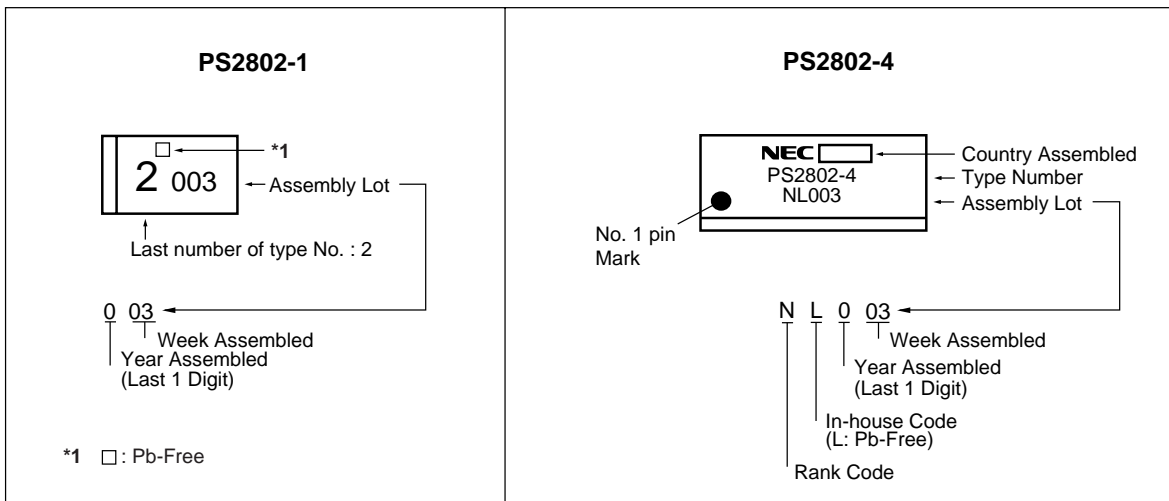 PS2802-1
*1
2 003
Assembly Lot
Last number of type No. : 2
0 03
Week Assembled
Year Assembled
(Last 1 Digit)
*1 □ : Pb-Free
PS2802-4
NEC
Country Assembled
PS2802-4
Type Number
NL003
Assembly Lot
No. 1 pin
Mark
N L 0 03
Week Assembled
Year Assembled
(Last 1 Digit)
In-house Code
(L: Pb-Free)
Rank Code